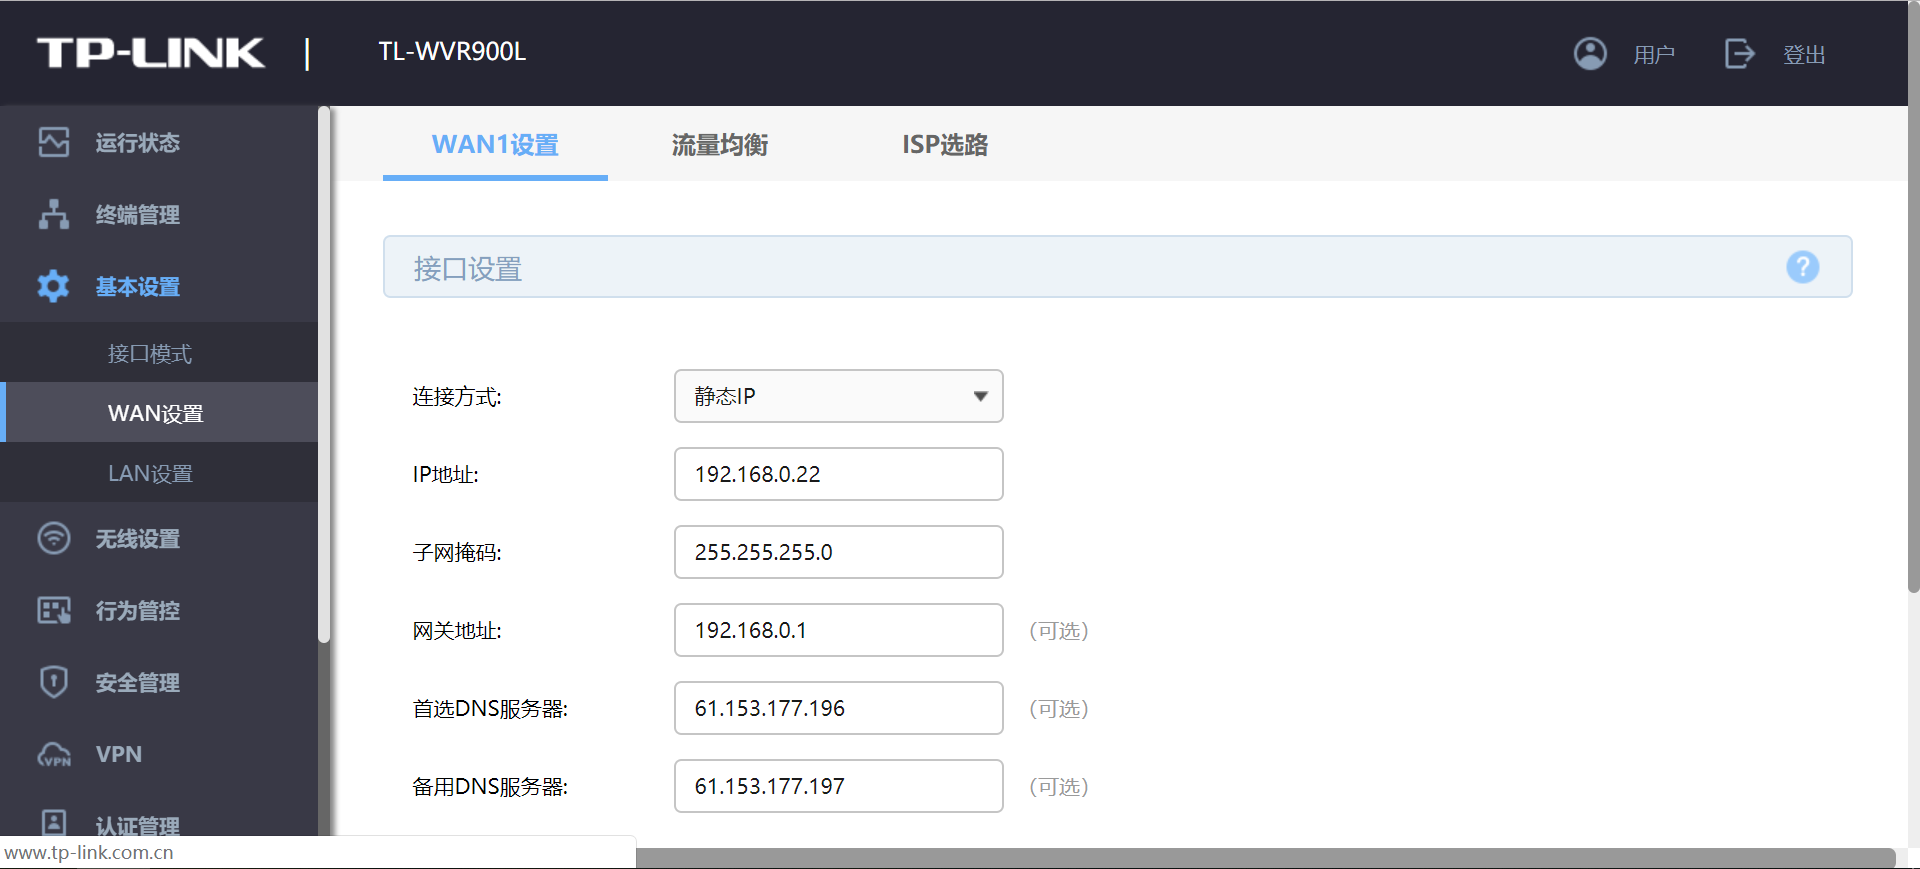 TP-LINK | TL-WVR900L 用户 登出
运行状态
终端管理
基本设置
接口模式
WAN设置
LAN设置
无线设置
行为管控
安全管理
VPN
认证管理
WAN1设置 流量均衡 ISP选路
接口设置 ?
连接方式: 静态IP
IP地址: 192.168.0.22
子网掩码: 255.255.255.0
网关地址: 192.168.0.1 (可选)
首选DNS服务器: 61.153.177.196 (可选)
备用DNS服务器: 61.153.177.197 (可选)
www.tp-link.com.cn